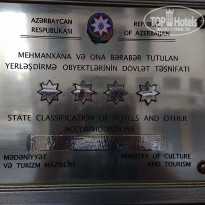 TopHotels
AZƏRBAYCAN
RESPUBLİKASI
REPUBLIC
OF AZERBAIJAN
MEHMANXANA VƏ ONA BƏRABƏR TUTULAN
YERLƏŞDİRMƏ OBYEKTLƏRİNİN DÖVLƏT TƏSNİFATI
STATE CLASSIFICATION OF HOTELS AND OTHER
ACCOMMODATIONS
MƏDƏNİYYƏT
VƏ TURİZM NAZİRLİYİ
MINISTRY OF CULTURE
AND TOURISM